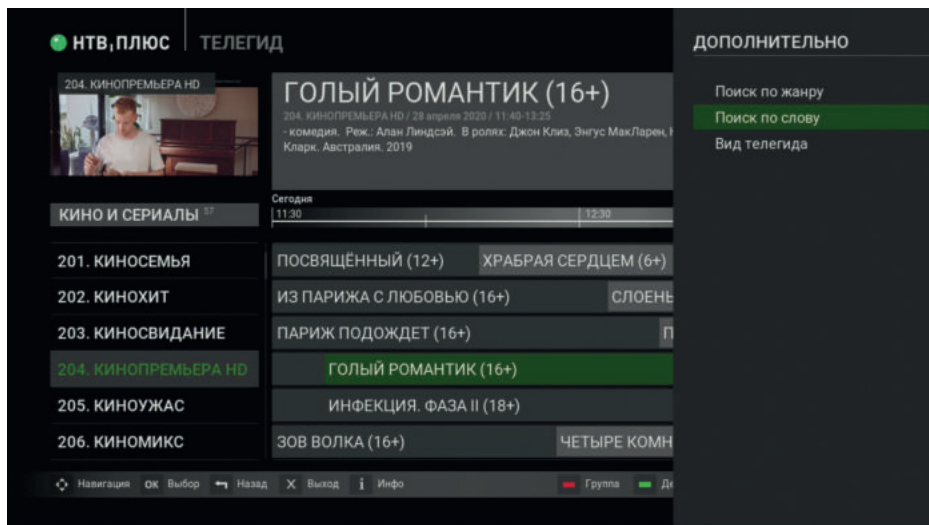 НТВ,ПЛЮС ТЕЛЕГИД
204. КИНОПРЕМЬЕРА HD
ГОЛЫЙ РОМАНТИК (16+)
204. КИНОПРЕМЬЕРА HD / 28 апреля 2020 / 11:40-13:25
- комедия. Реж.: Алан Линдсэй. В ролях: Джон Клиз, Энгус МакЛарен,
Кларк. Австралия. 2019
КИНО И СЕРИАЛЫ 57
Сегодня
11:30 12:30
201. КИНОСЕМЬЯ ПОСВЯЩЁННЫЙ (12+) ХРАБРАЯ СЕРДЦЕМ (6+)
202. КИНОХИТ ИЗ ПАРИЖА С ЛЮБОВЬЮ (16+) СЛОЕНЬ
203. КИНОСВИДАНИЕ ПАРИЖ ПОДОЖДЕТ (16+) П
204. КИНОПРЕМЬЕРА HD ГОЛЫЙ РОМАНТИК (16+)
205. КИНОУЖАС ИНФЕКЦИЯ. ФАЗА II (18+)
206. КИНОМИКС ЗОВ ВОЛКА (16+) ЧЕТЫРЕ КОМН
Навигация OK Выбор Назад X Выход i Инфо Группа Де
ДОПОЛНИТЕЛЬНО
Поиск по жанру
Поиск по слову
Вид телегида